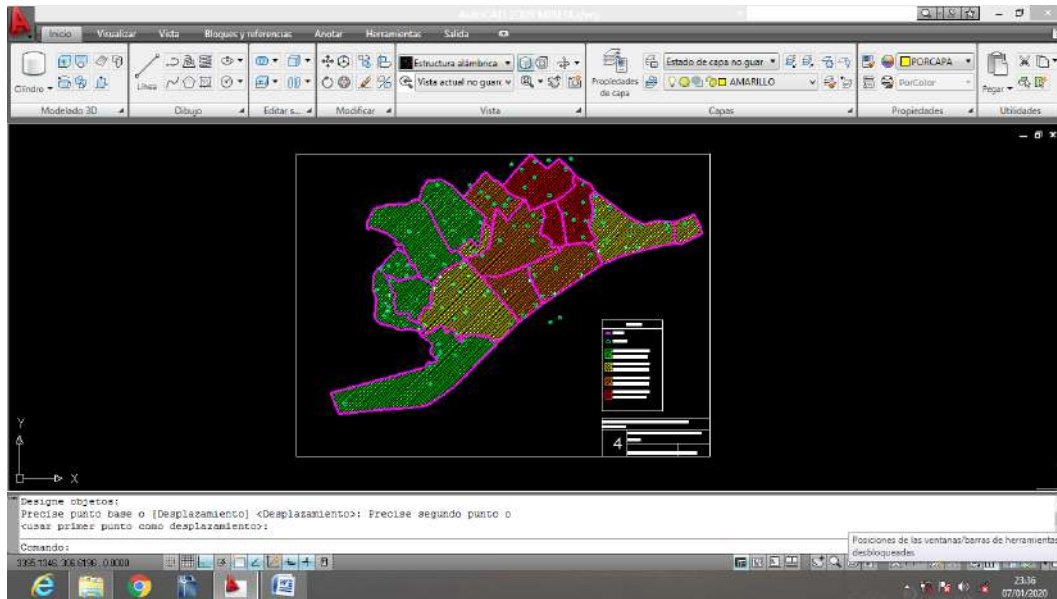 Inicio Visualizar Vista Bloques y referencias Anotar Herramientas Salida
Estructura alámbrica Estado de capa no guar PORCAPA
Cilindro Línea Vista actual no guar Propiedades de capa AMARILLO PorColor Pegar
Modelado 3D Dibujo Editar s... Modificar Vista Capas Propiedades Utilidades
4
Y
X
Designe objetos:
Precise punto base o [Desplazamiento] <Desplazamiento>: Precise segundo punto o
<usar primer punto como desplazamiento>:
Comando:
Posiciones de las ventanas/barras de herramientas
desbloqueadas
23:36
07/01/2020